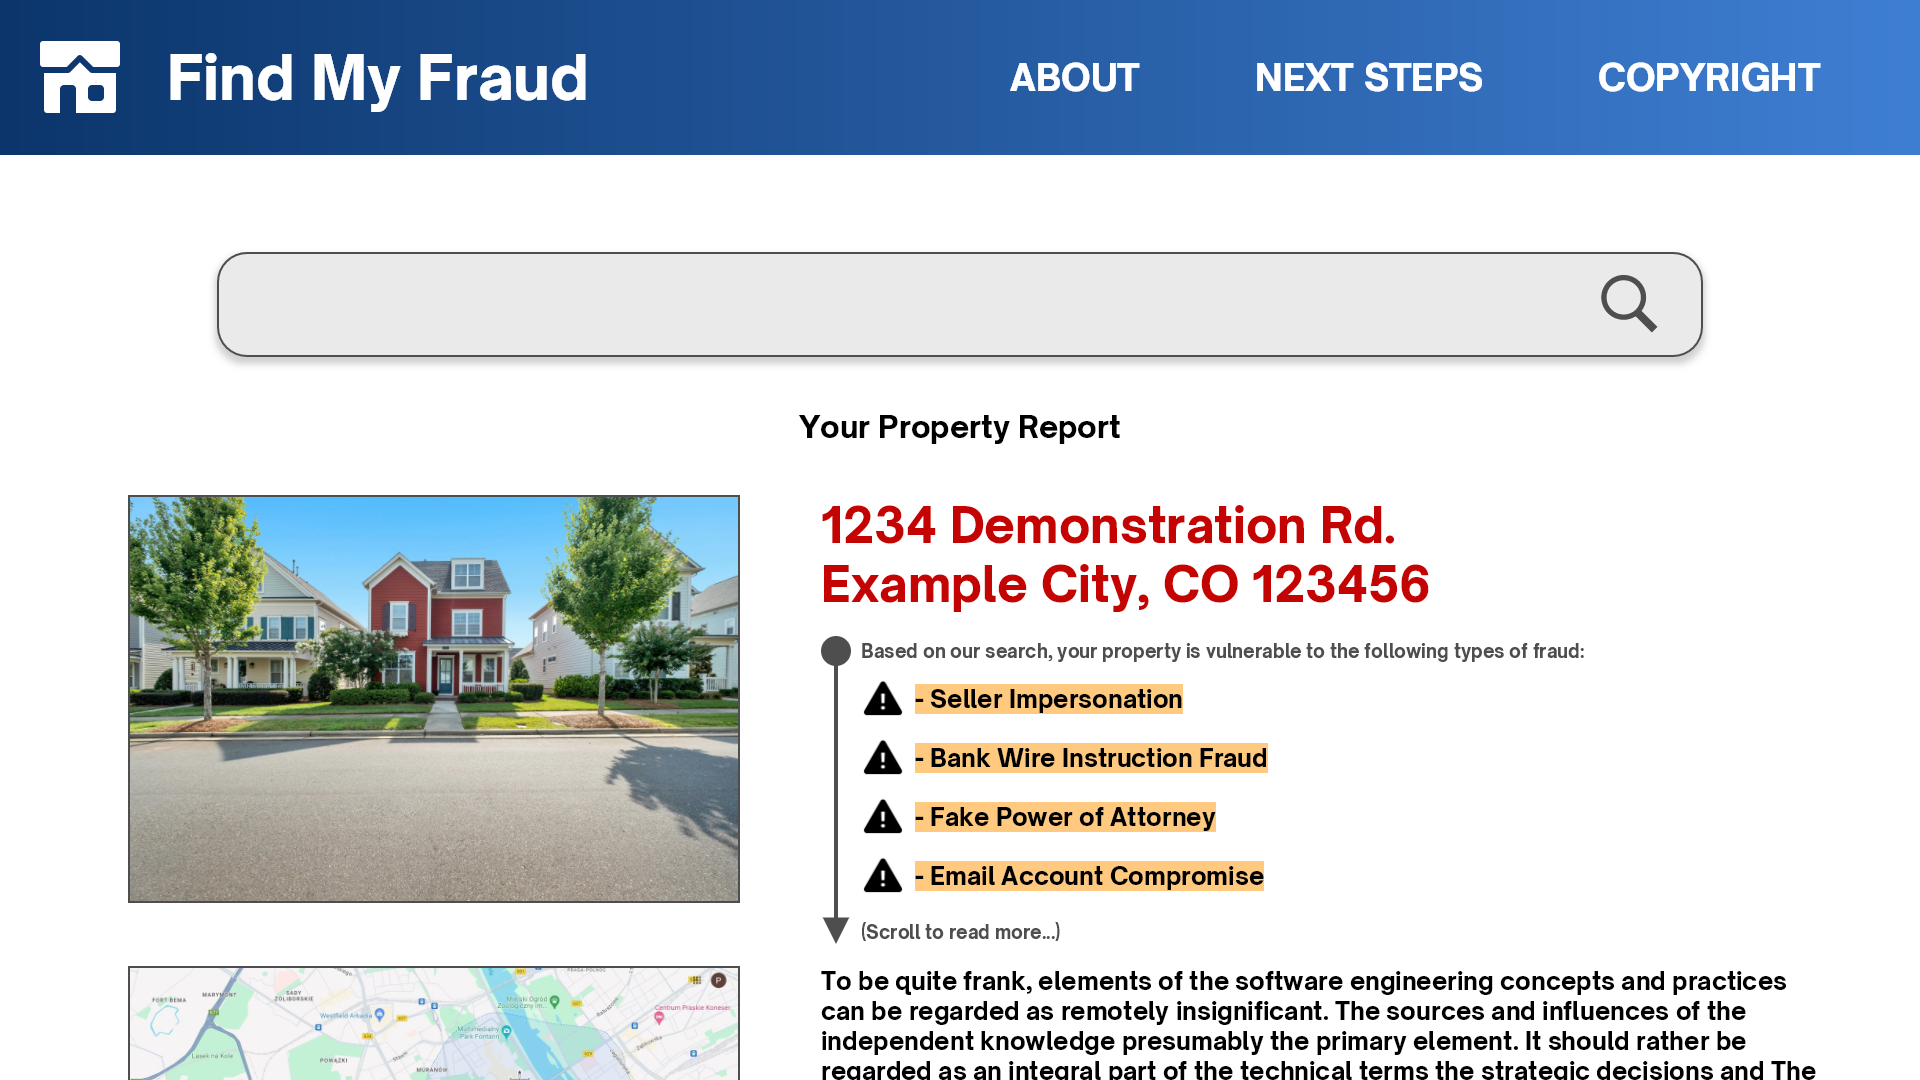 Find My Fraud
ABOUT
NEXT STEPS
COPYRIGHT
Your Property Report
1234 Demonstration Rd.
Example City, CO 123456
Based on our search, your property is vulnerable to the following types of fraud:
- Seller Impersonation
- Bank Wire Instruction Fraud
- Fake Power of Attorney
- Email Account Compromise
(Scroll to read more...)
To be quite frank, elements of the software engineering concepts and practices
can be regarded as remotely insignificant. The sources and influences of the
independent knowledge presumably the primary element. It should rather be
regarded as an integral part of the technical terms the strategic decisions and The
FORT BEMA
MARYMONT
SADY
ŻOLIBORSKIE
Westfield Arkadia
Lasek na Kole
POWĄZKI
MURANÓW
Miejski Ogród
Zoologiczny im...
Multimedialny
Park Fontann
Centrum Praskie Koneser
P